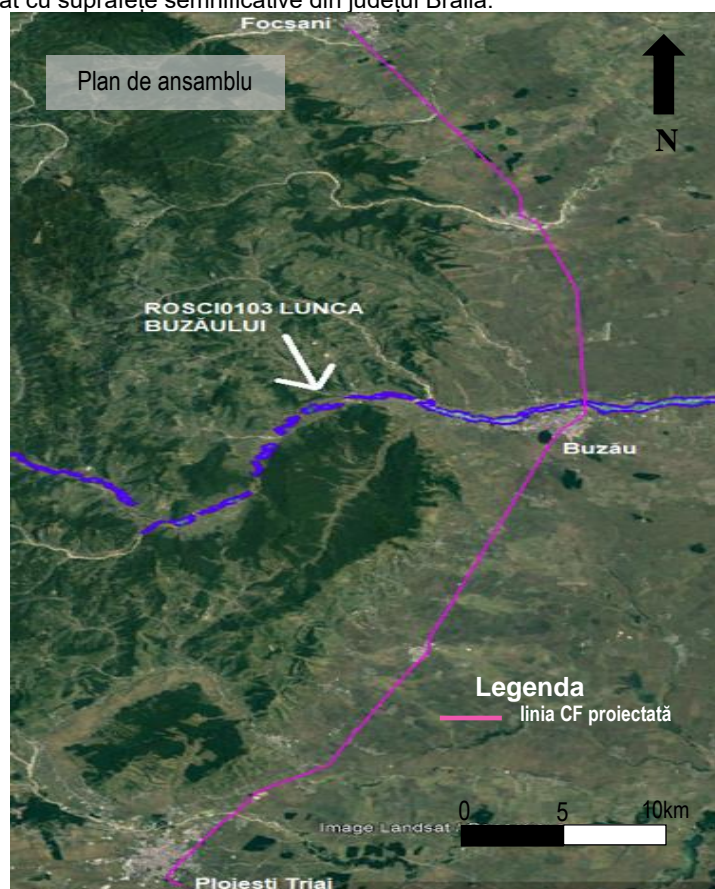 at cu suprafețe semnificative din județul Brăila.
Focșani
Plan de ansamblu
N
ROSCI0103 LUNCA
BUZĂULUI
Buzău
Legenda
linia CF proiectată
0 5 10km
Image Landsat
Ploiești Triaj